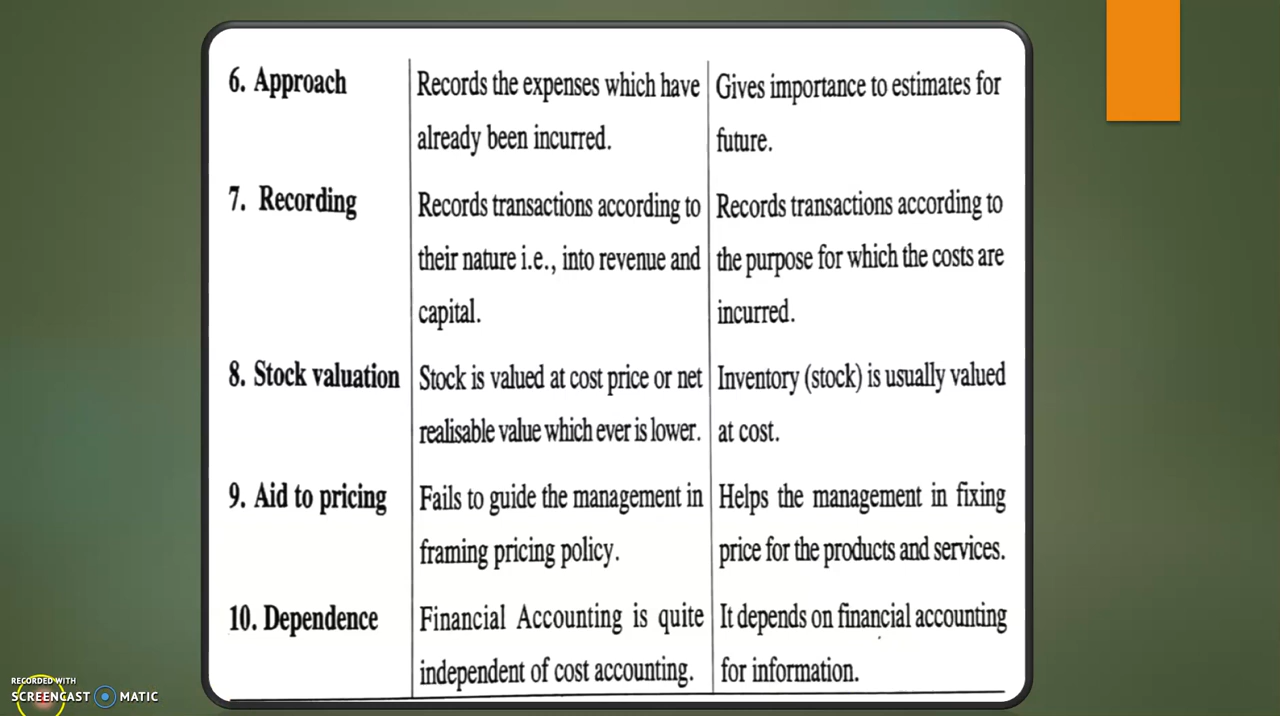 6. Approach
Records the expenses which have
already been incurred.
Gives importance to estimates for
future.
7. Recording
Records transactions according to
their nature i.e., into revenue and
capital.
Records transactions according to
the purpose for which the costs are
incurred.
8. Stock valuation
Stock is valued at cost price or net
realisable value which ever is lower.
Inventory (stock) is usually valued
at cost.
9. Aid to pricing
Fails to guide the management in
framing pricing policy.
Helps the management in fixing
price for the products and services.
10. Dependence
Financial Accounting is quite
independent of cost accounting.
It depends on financial accounting
for information.
RECORDED WITH
SCREENCAST MATIC